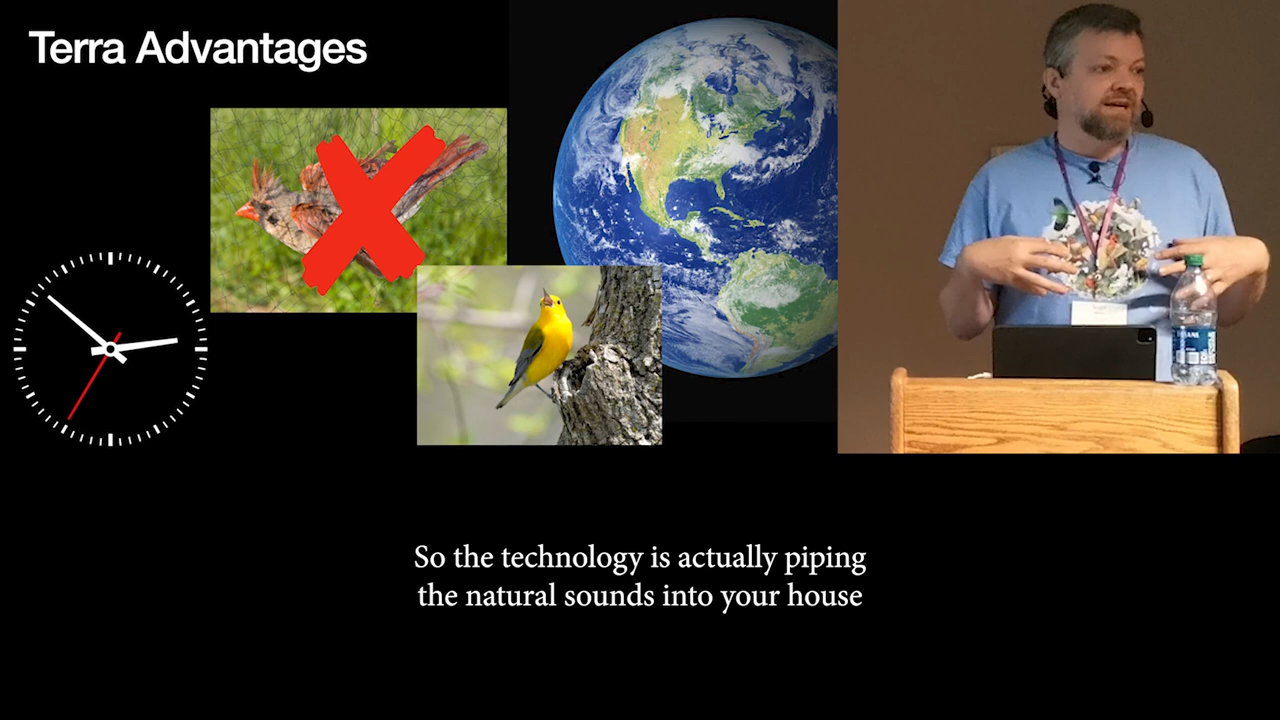 Terra Advantages
So the technology is actually piping
the natural sounds into your house